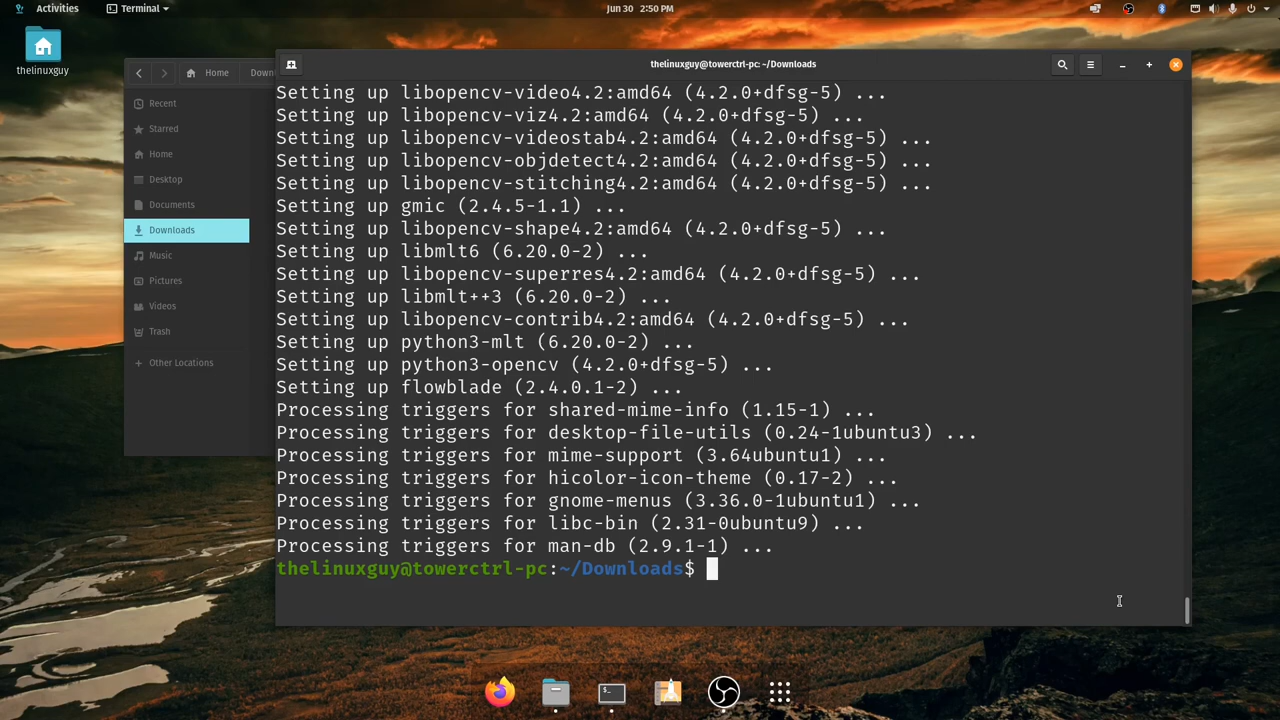 Activities
Terminal
Jun 30 2:50 PM
thelinuxguy
Home
Down
Recent
Starred
Home
Desktop
Documents
Downloads
Music
Pictures
Videos
Trash
+ Other Locations
thelinuxguy@towerctrl-pc: ~/Downloads
Setting up libopencv-video4.2:amd64 (4.2.0+dfsg-5) ...
Setting up libopencv-viz4.2:amd64 (4.2.0+dfsg-5) ...
Setting up libopencv-videostab4.2:amd64 (4.2.0+dfsg-5) ...
Setting up libopencv-objdetect4.2:amd64 (4.2.0+dfsg-5) ...
Setting up libopencv-stitching4.2:amd64 (4.2.0+dfsg-5) ...
Setting up gmic (2.4.5-1.1) ...
Setting up libopencv-shape4.2:amd64 (4.2.0+dfsg-5) ...
Setting up libmlt6 (6.20.0-2) ...
Setting up libopencv-superres4.2:amd64 (4.2.0+dfsg-5) ...
Setting up libmlt++3 (6.20.0-2) ...
Setting up libopencv-contrib4.2:amd64 (4.2.0+dfsg-5) ...
Setting up python3-mlt (6.20.0-2) ...
Setting up python3-opencv (4.2.0+dfsg-5) ...
Setting up flowblade (2.4.0.1-2) ...
Processing triggers for shared-mime-info (1.15-1) ...
Processing triggers for desktop-file-utils (0.24-1ubuntu3) ...
Processing triggers for mime-support (3.64ubuntu1) ...
Processing triggers for hicolor-icon-theme (0.17-2) ...
Processing triggers for gnome-menus (3.36.0-1ubuntu1) ...
Processing triggers for libc-bin (2.31-0ubuntu9) ...
Processing triggers for man-db (2.9.1-1) ...
thelinuxguy@towerctrl-pc:~/Downloads$